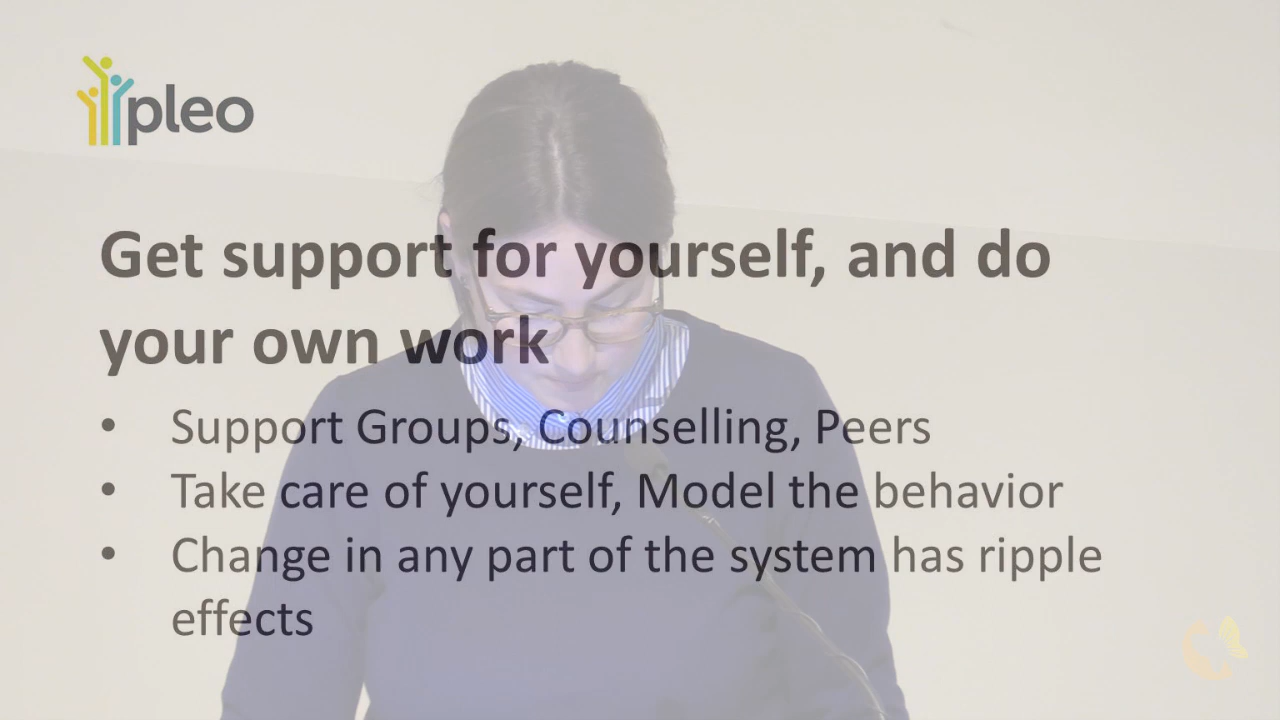 pleo
Get support for yourself, and do
your own work
• Support Groups, Counselling, Peers
• Take care of yourself, Model the behavior
• Change in any part of the system has ripple
effects